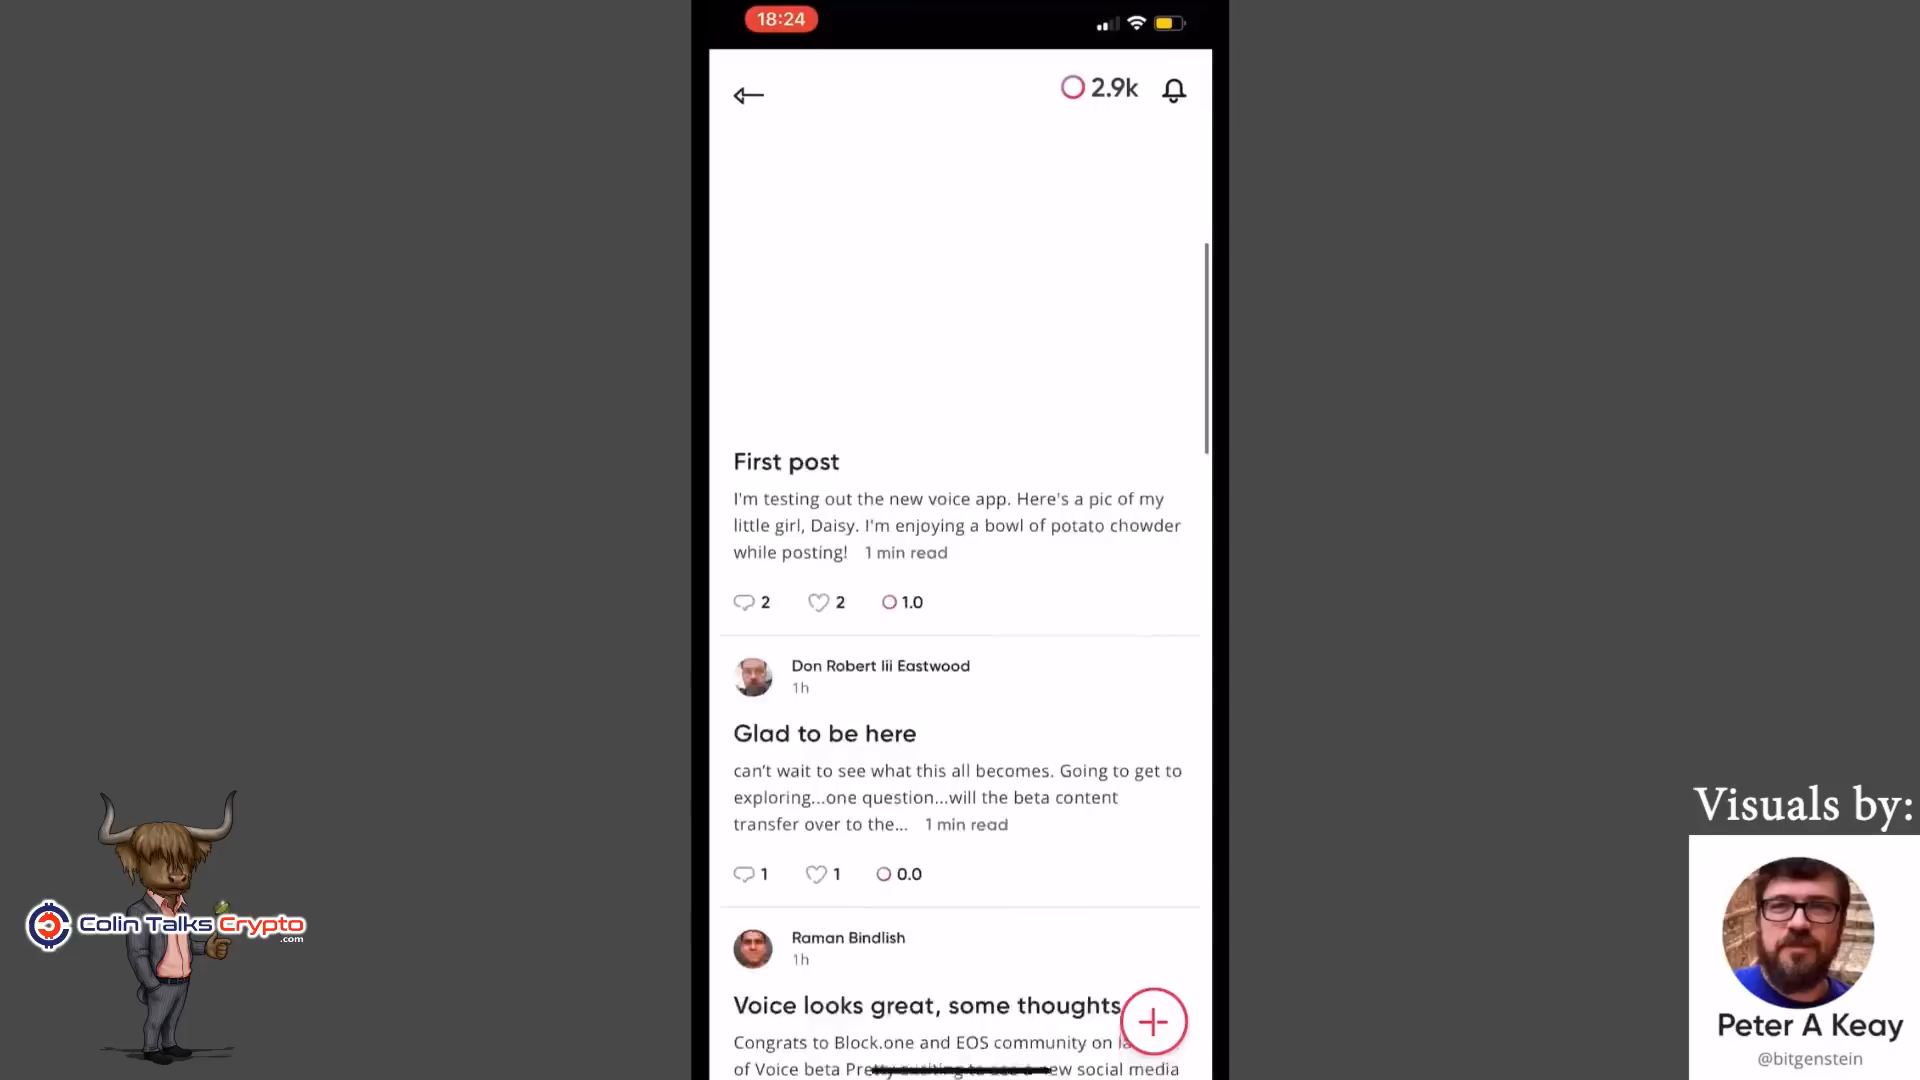 18:24
2.9k
First post
I'm testing out the new voice app. Here's a pic of my
little girl, Daisy. I'm enjoying a bowl of potato chowder
while posting! 1 min read
2 2 1.0
Don Robert Iii Eastwood
1h
Glad to be here
can't wait to see what this all becomes. Going to get to
exploring...one question...will the beta content
transfer over to the... 1 min read
1 1 0.0
Raman Bindlish
1h
Voice looks great, some thoughts
Congrats to Block.one and EOS community on
of Voice beta new social media
Colin Talks Crypto
.com
Visuals by:
Peter A Keay
@bitgenstein